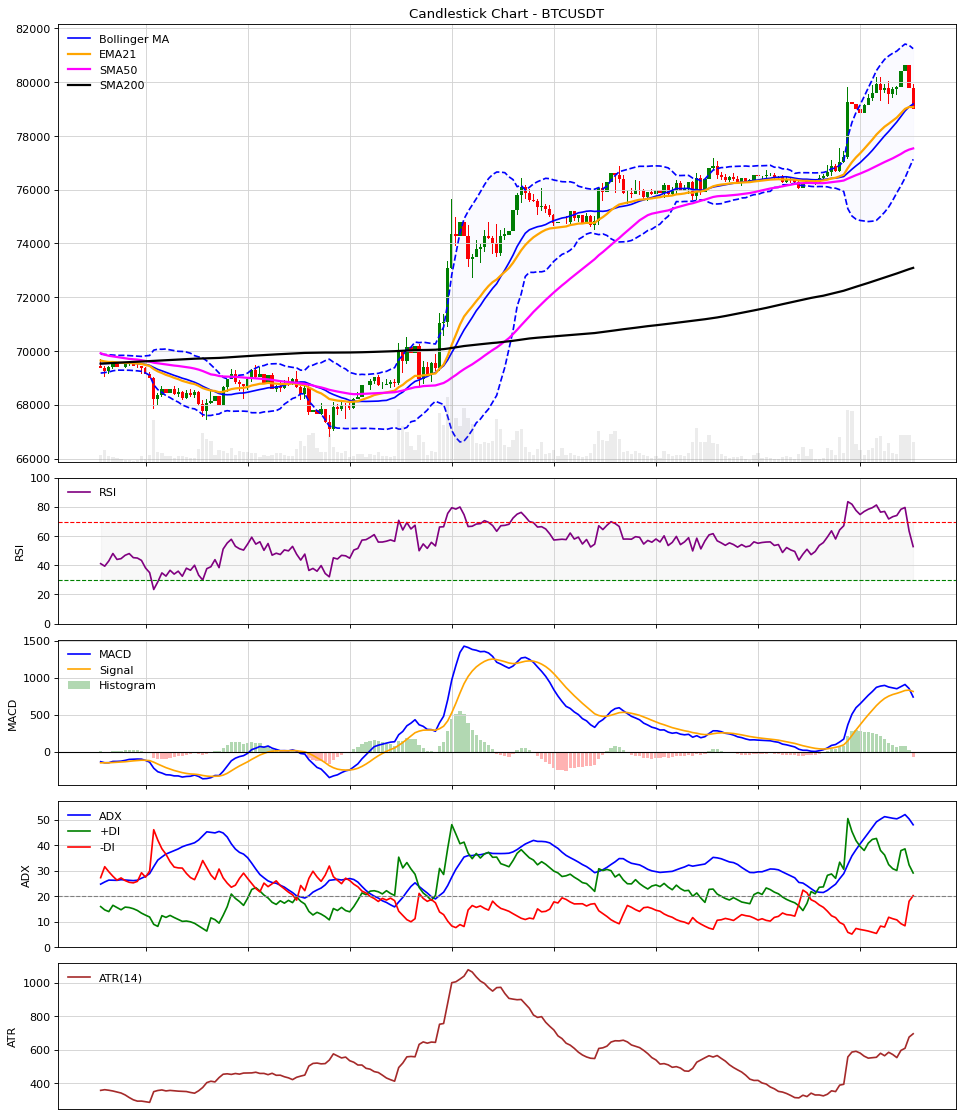 Candlestick Chart - BTCUSDT
82000
80000
78000
76000
74000
72000
70000
68000
66000
Bollinger MA
EMA21
SMA50
SMA200
100
80
60
40
20
0
RSI
RSI
1500
1000
500
0
MACD
MACD
Signal
Histogram
50
40
30
20
10
0
ADX
ADX
+DI
-DI
1000
800
600
400
ATR
ATR(14)